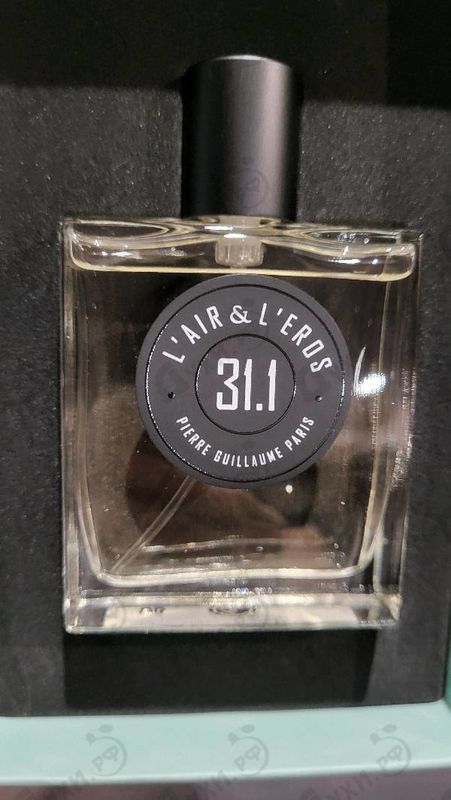 L'AIR & L'EROS
31.1
PIERRE GUILLAUME PARIS